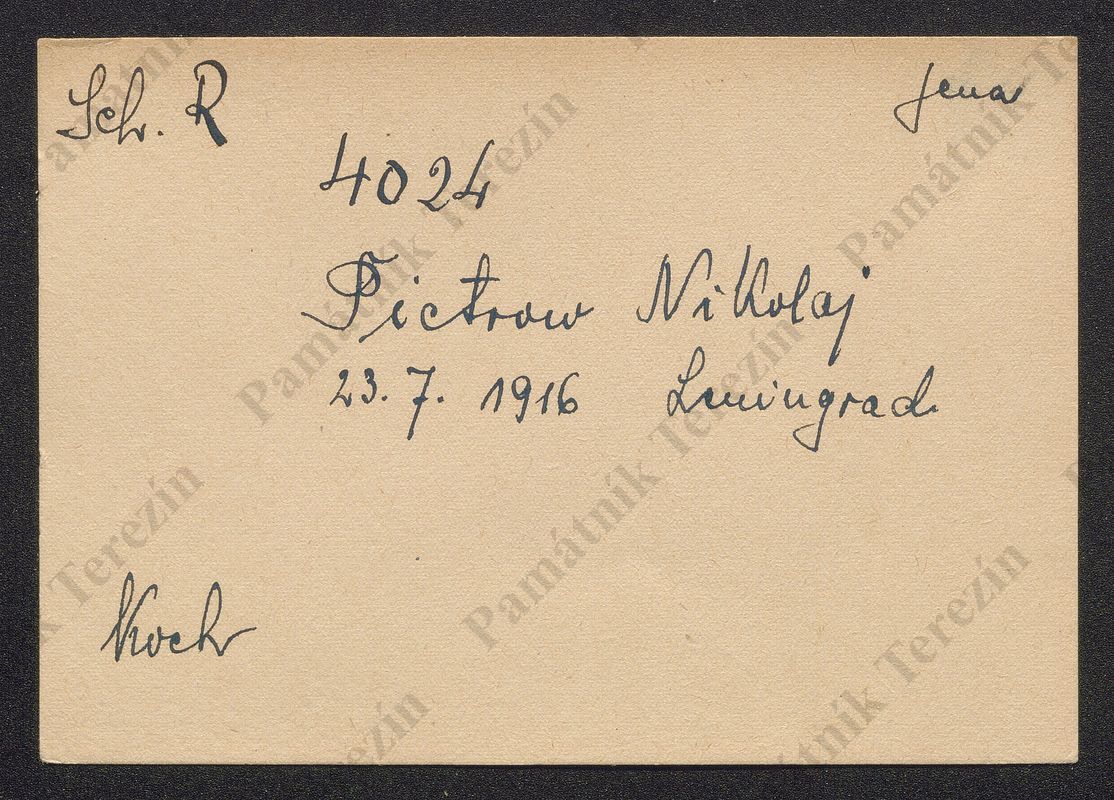 Sch. R
Jena
4024
Pietrow Nikolaj
23. 7. 1916 Leningrad
Koch
Památník Terezín